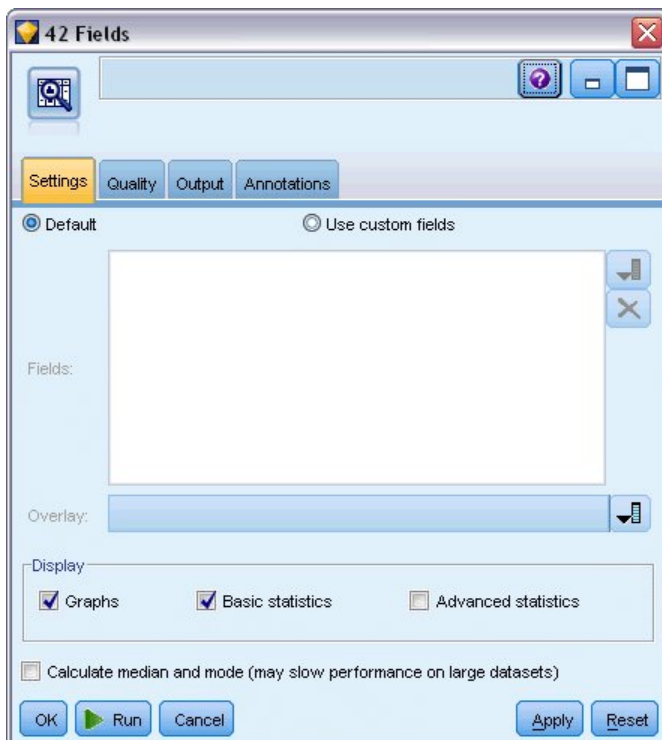 42 Fields
Settings Quality Output Annotations
Default Use custom fields
Fields:
Overlay:
Display
Graphs Basic statistics Advanced statistics
Calculate median and mode (may slow performance on large datasets)
OK Run Cancel Apply Reset